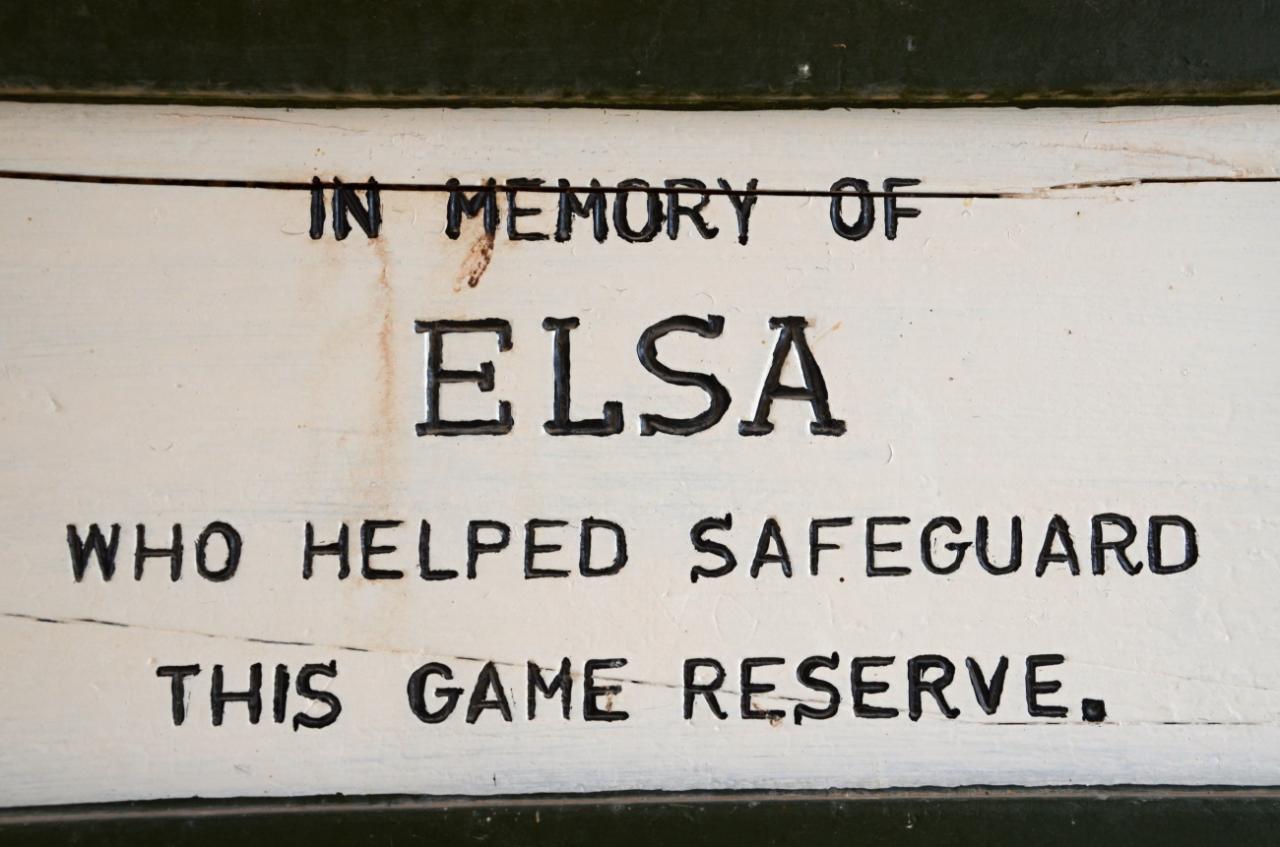 IN MEMORY OF
ELSA
WHO HELPED SAFEGUARD
THIS GAME RESERVE.